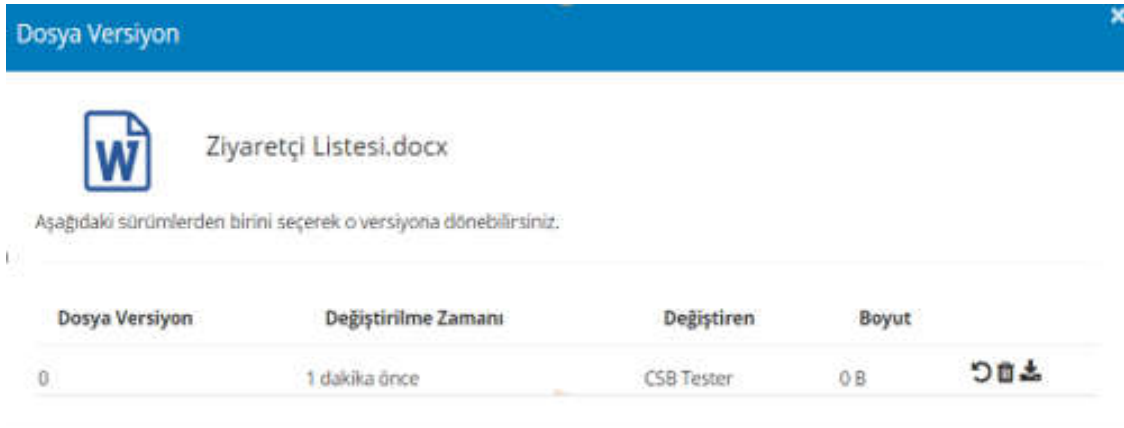 Dosya Versiyon
W
Ziyaretçi Listesi.docx
Aşağıdaki sürümlerden birini seçerek o versiyona dönebilirsiniz.
Dosya Versiyon Değiştirilme Zamanı Değiştiren Boyut
0 1 dakika önce CSB Tester 0 B